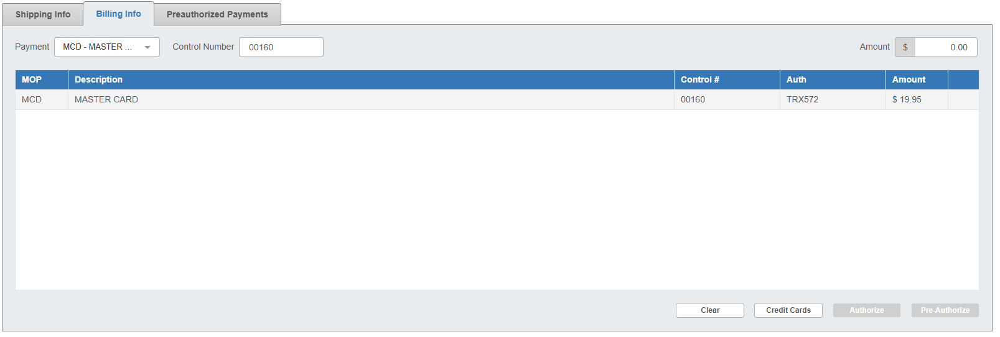 Shipping Info Billing Info Preauthorized Payments
Payment MCD - MASTER ... Control Number 00160 Amount $ 0.00
MOP Description Control # Auth Amount
MCD MASTER CARD 00160 TRX572 $ 19.95
Clear Credit Cards Authorize Pre-Authorize